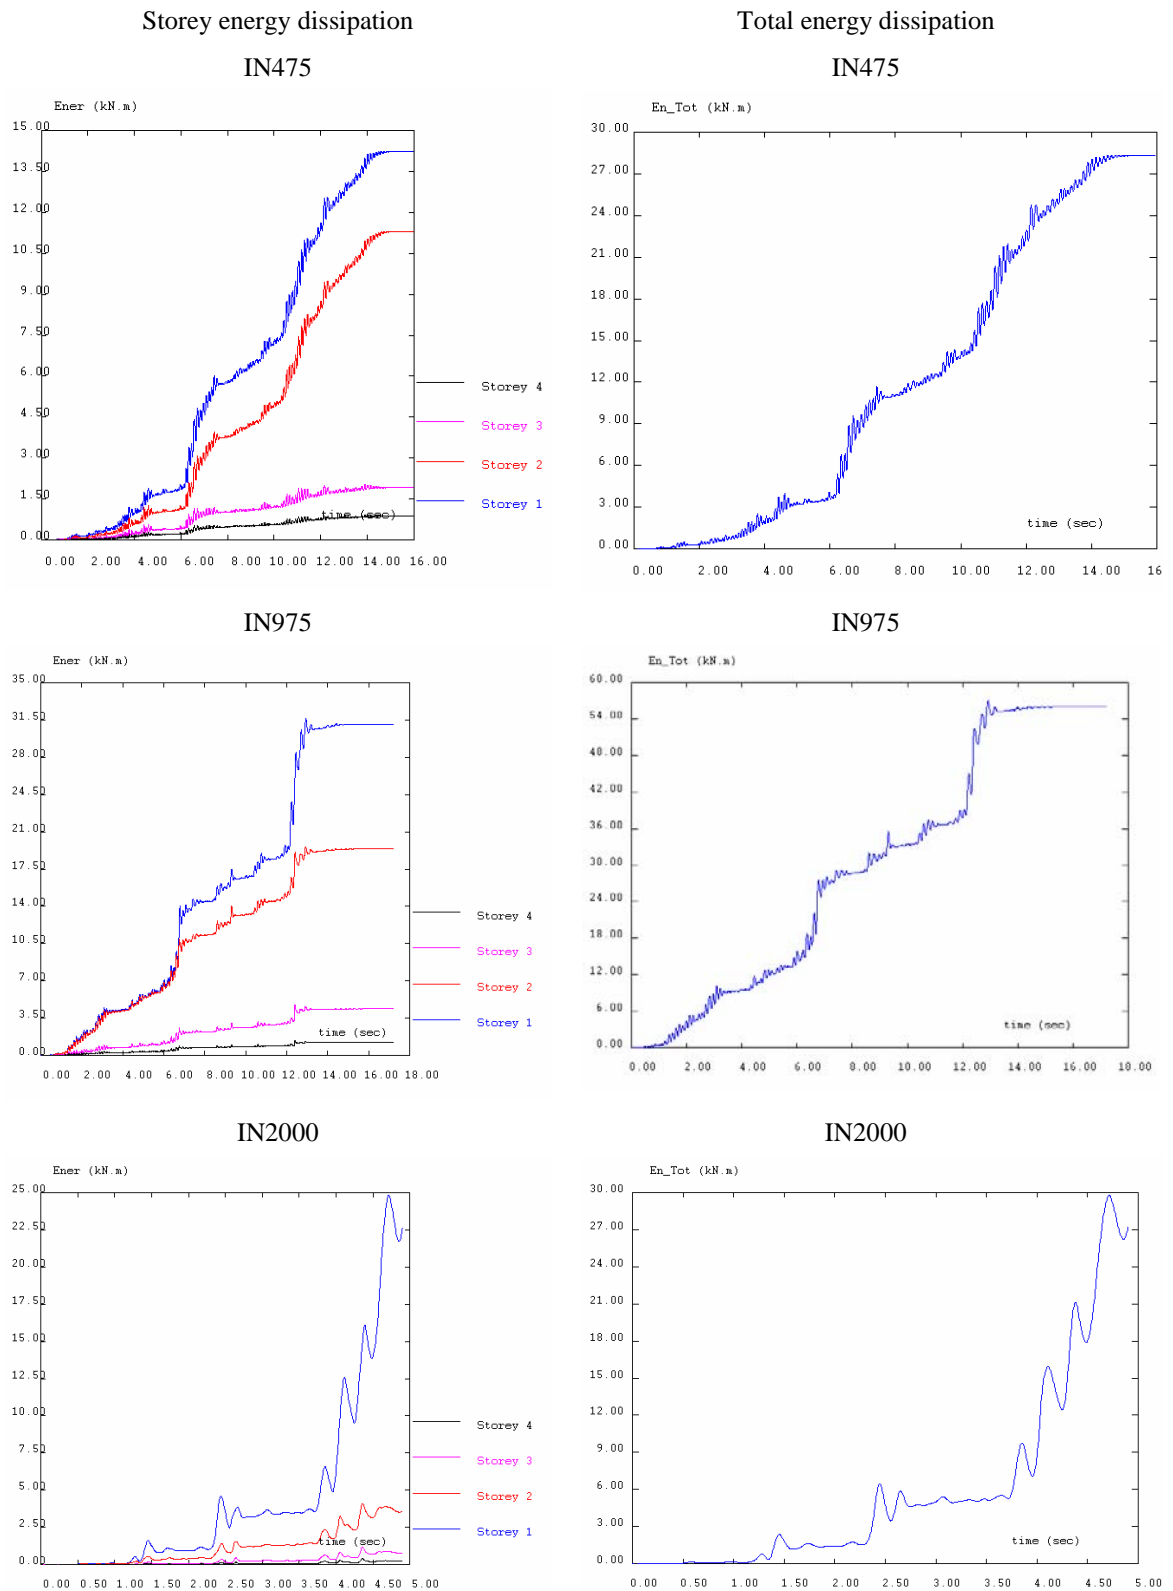 Storey energy dissipation
Total energy dissipation
IN475
IN475
Ener (kN.m)
15.00
13.50
12.00
10.50
9.00
7.50
6.00
4.50
3.00
1.50
0.00
Storey 4
Storey 3
Storey 2
Storey 1
time (sec)
0.00 2.00 4.00 6.00 8.00 10.00 12.00 14.00 16.00
En_Tot (kN.m)
30.00
27.00
24.00
21.00
18.00
15.00
12.00
9.00
6.00
3.00
0.00
time (sec)
0.00 2.00 4.00 6.00 8.00 10.00 12.00 14.00 16
IN975
IN975
Ener (kN.m)
35.00
31.50
28.00
24.50
21.00
17.50
14.00
10.50
7.00
3.50
0.00
Storey 4
Storey 3
Storey 2
Storey 1
time (sec)
0.00 2.00 4.00 6.00 8.00 10.00 12.00 14.00 16.00 18.00
En_Tot (kN.m)
60.00
54.00
48.00
42.00
36.00
30.00
24.00
18.00
12.00
6.00
0.00
time (sec)
0.00 2.00 4.00 6.00 8.00 10.00 12.00 14.00 16.00 18.00
IN2000
IN2000
Ener (kN.m)
25.00
22.50
20.00
17.50
15.00
12.50
10.00
7.50
5.00
2.50
0.00
Storey 4
Storey 3
Storey 2
Storey 1
time (sec)
0.00 0.50 1.00 1.50 2.00 2.50 3.00 3.50 4.00 4.50 5.00
En_Tot (kN.m)
30.00
27.00
24.00
21.00
18.00
15.00
12.00
9.00
6.00
3.00
0.00
time (sec)
0.00 0.50 1.00 1.50 2.00 2.50 3.00 3.50 4.00 4.50 5.00